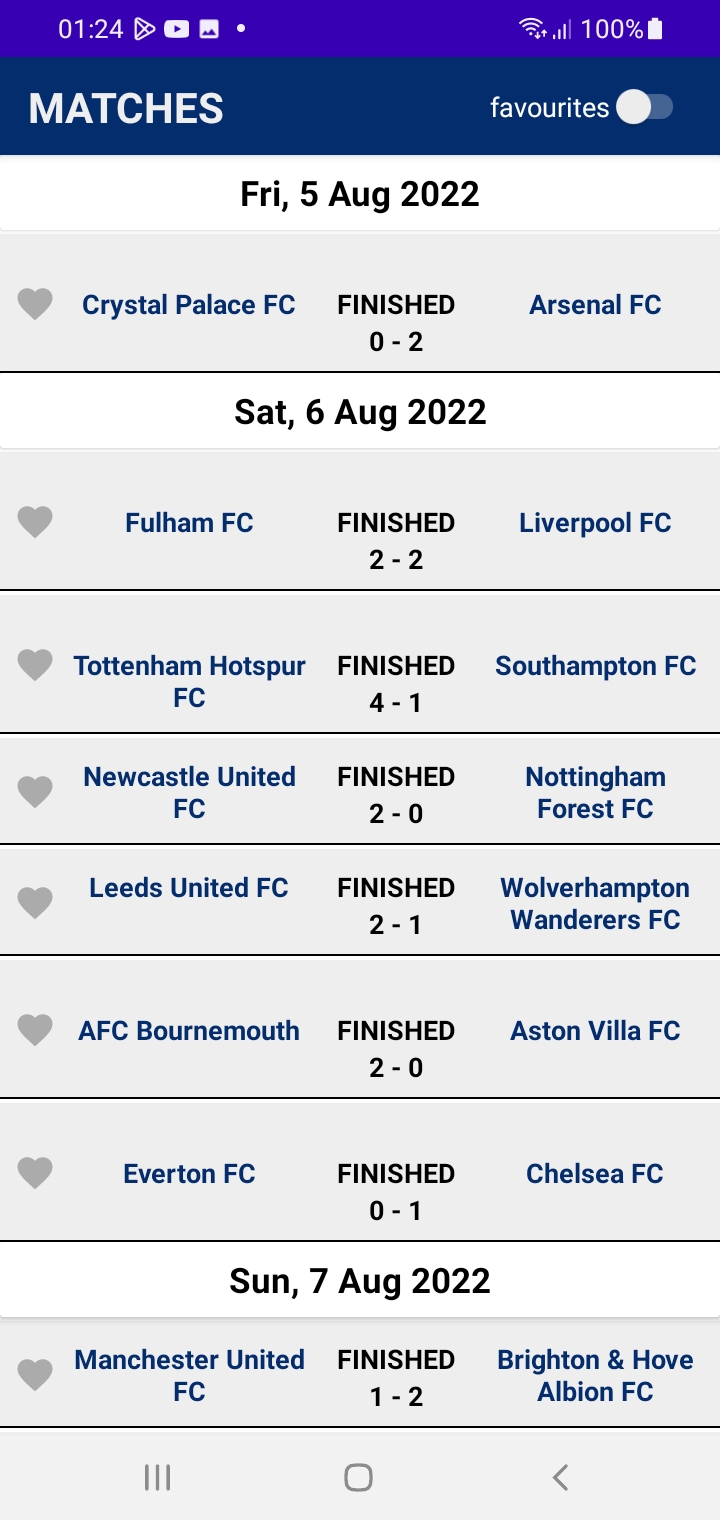 01:24 100%
MATCHES favourites
Fri, 5 Aug 2022
Crystal Palace FC FINISHED Arsenal FC
0 - 2
Sat, 6 Aug 2022
Fulham FC FINISHED Liverpool FC
2 - 2
Tottenham Hotspur FINISHED Southampton FC
FC 4 - 1
Newcastle United FINISHED Nottingham
FC 2 - 0 Forest FC
Leeds United FC FINISHED Wolverhampton
2 - 1 Wanderers FC
AFC Bournemouth FINISHED Aston Villa FC
2 - 0
Everton FC FINISHED Chelsea FC
0 - 1
Sun, 7 Aug 2022
Manchester United FINISHED Brighton & Hove
FC 1 - 2 Albion FC